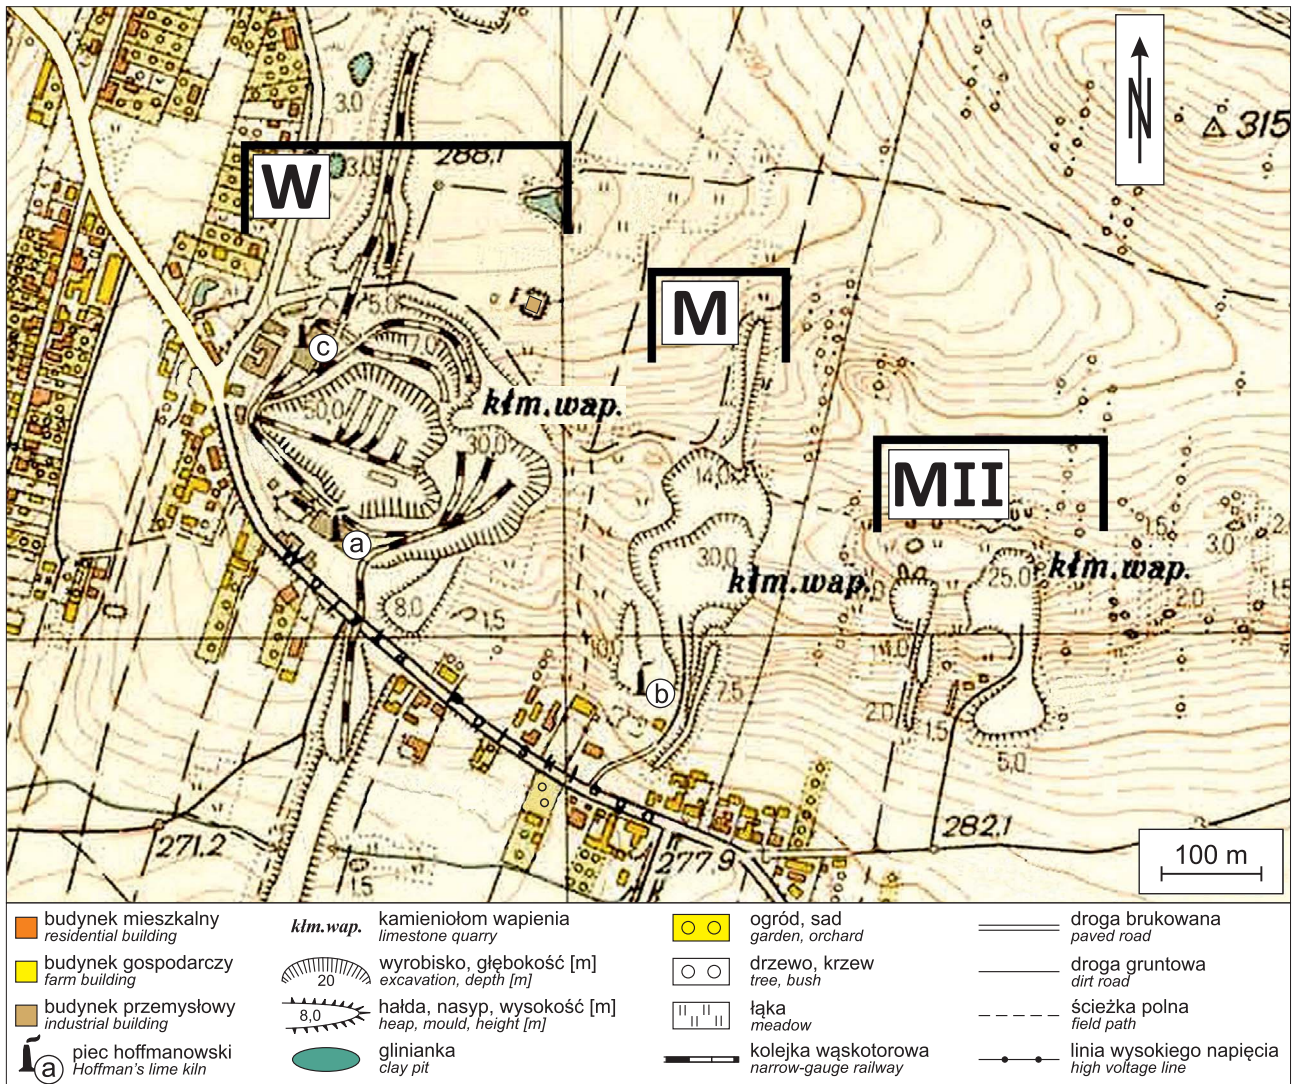 N
315
3,0
3,0
288,1
W
M
5,0
7,0
c
50,0
kłm.wap.
30,0
14,0
MII
a
30,0
kłm.wap.
25,0
kłm.wap.
1,5
3,0
2,0
8,0
1,5
Wojkowice
b
7,5
2,0
1,5
5,0
271,2
1,5
277,9
282,1
100 m
budynek mieszkalny
residential building
budynek gospodarczy
farm building
budynek przemysłowy
industrial building
a
piec hoffmanowski
Hoffman's lime kiln
kłm.wap.
kamieniołom wapienia
limestone quarry
20
wyrobisko, głębokość [m]
excavation, depth [m]
8,0
hałda, nasyp, wysokość [m]
heap, mould, height [m]
glinianka
clay pit
ogród, sad
garden, orchard
drzewo, krzew
tree, bush
łąka
meadow
kolejka wąskotorowa
narrow-gauge railway
droga brukowana
paved road
droga gruntowa
dirt road
ścieżka polna
field path
linia wysokiego napięcia
high voltage line